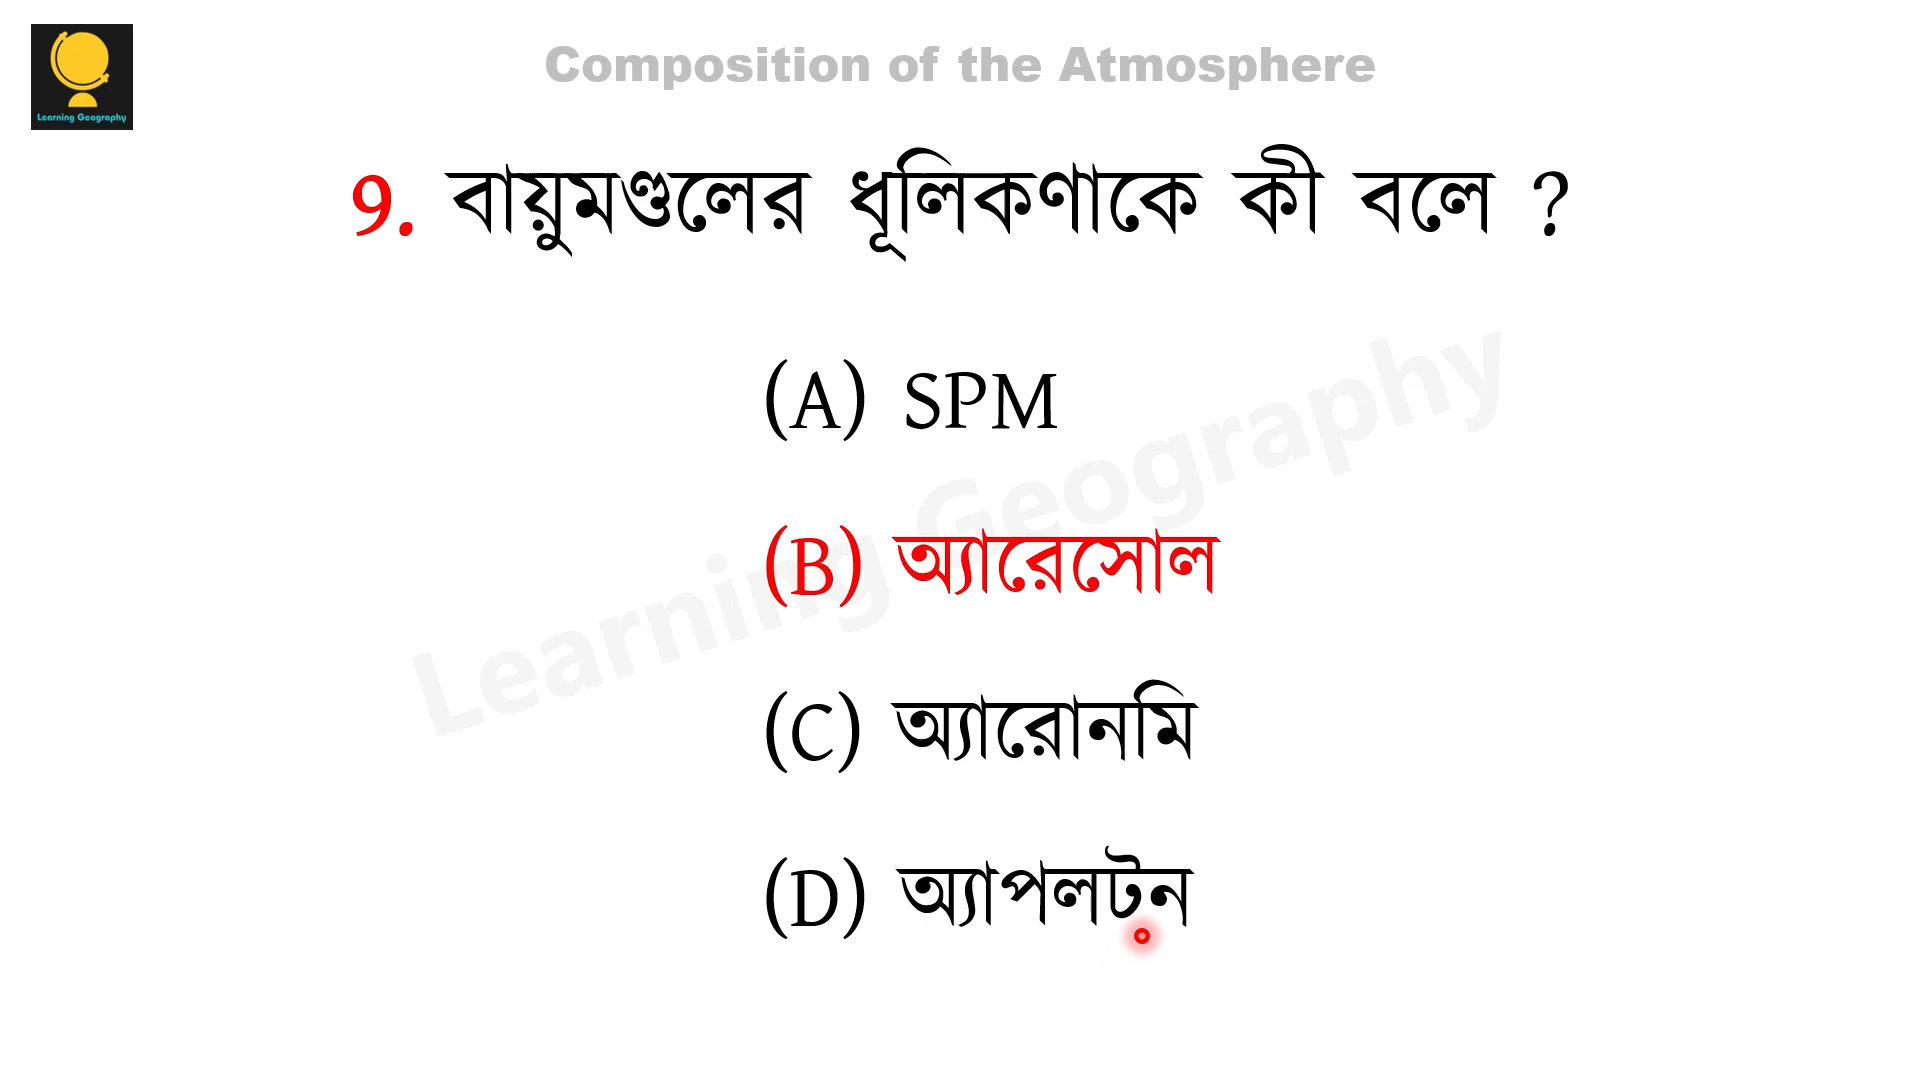 Composition of the Atmosphere
Learning Geography
9. বায়ুমণ্ডলের ধূলিকণাকে কী বলে ?
(A) SPM
(B) অ্যারেসোল
(C) অ্যারোনমি
(D) অ্যাপলটন
Learning Geography